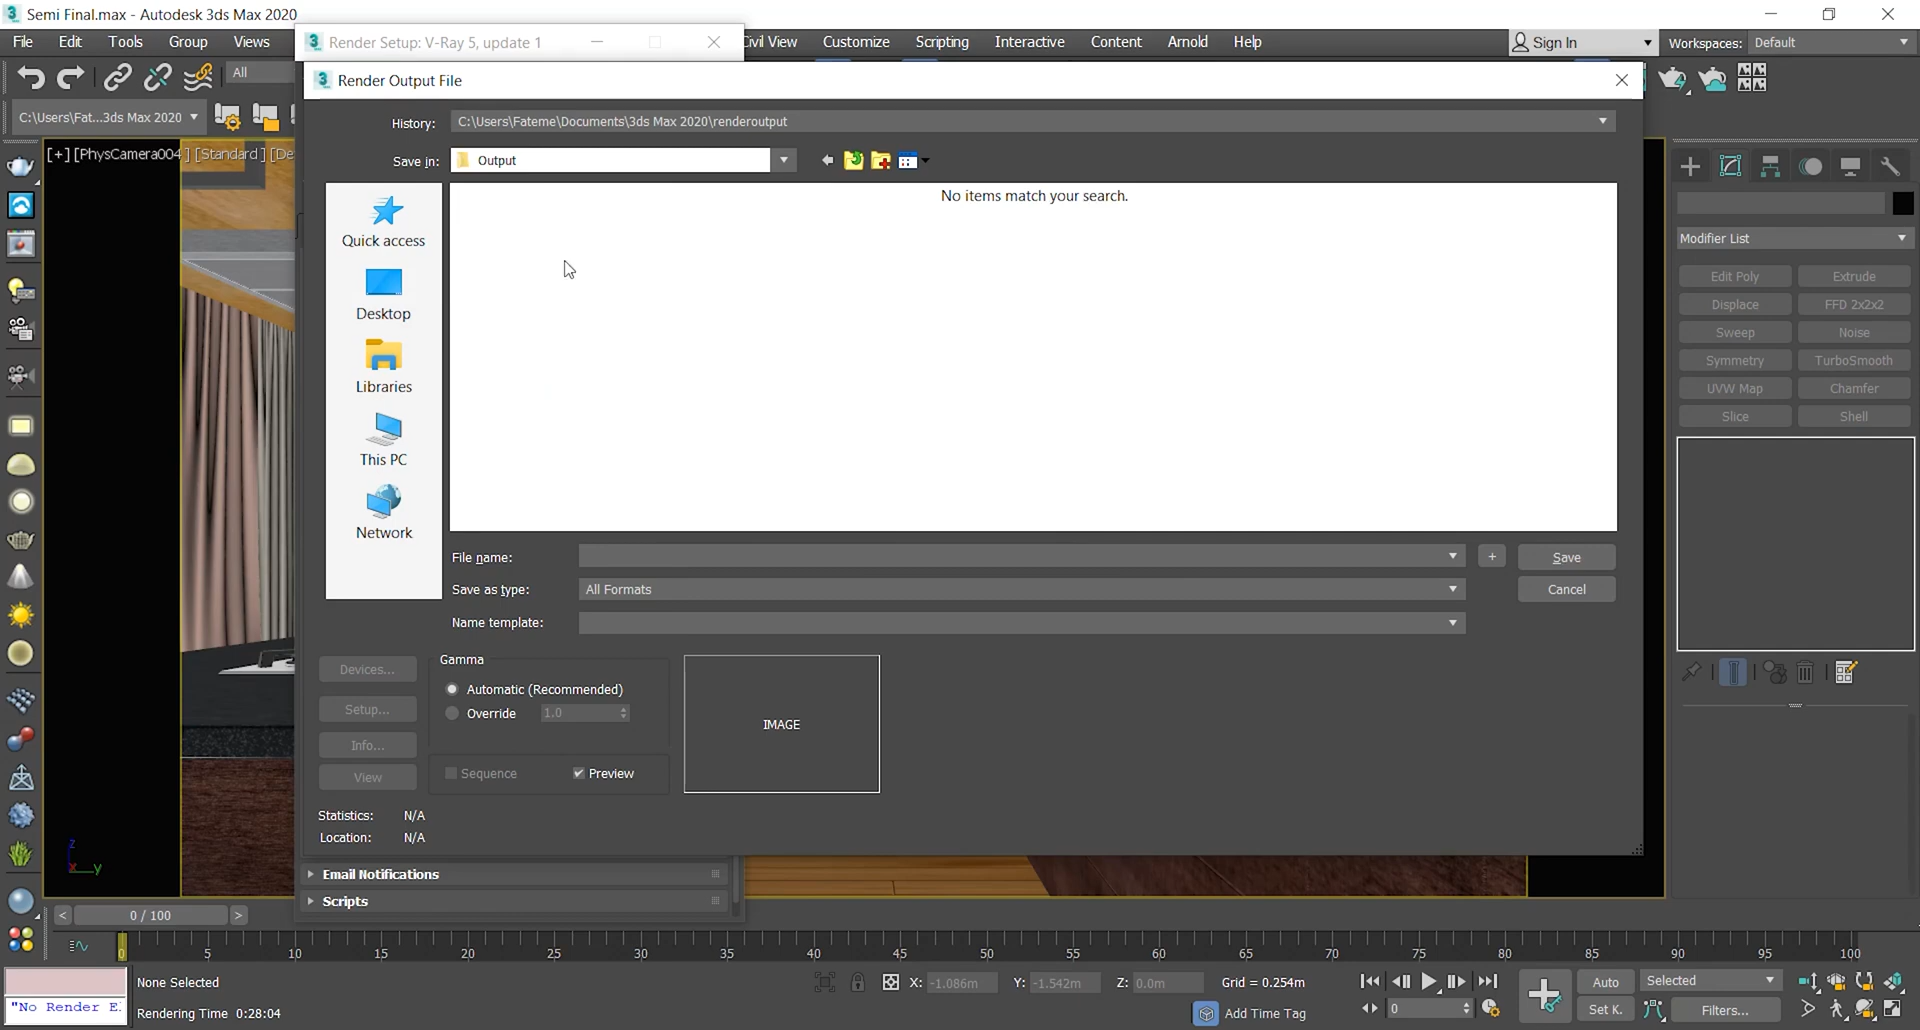 Semi Final.max - Autodesk 3ds Max 2020
File Edit Tools Group Views
Render Setup: V-Ray 5, update 1
Civil View Customize Scripting Interactive Content Arnold Help
Sign In
Workspaces: Default
All
Render Output File
C:\Users\Fat...3ds Max 2020
History: C:\Users\Fateme\Documents\3ds Max 2020\renderoutput
[+] [PhysCamera004] [Standard] [De
Save in: Output
No items match your search.
Quick access
Desktop
Libraries
This PC
Network
File name:
+
Save
Save as type: All Formats
Cancel
Name template:
Devices...
Setup...
Info...
View
Gamma
Automatic (Recommended)
Override 1.0
Sequence Preview
IMAGE
Statistics: N/A
Location: N/A
Email Notifications
Scripts
Modifier List
Edit Poly Extrude
Displace FFD 2x2x2
Sweep Noise
Symmetry TurboSmooth
UVW Map Chamfer
Slice Shell
z
x y
< 0 / 100 >
0 5 10 15 20 25 30 35 40 45 50 55 60 65 70 75 80 85 90 95 100
None Selected
X: -1.086m Y: -1.542m Z: 0.0m Grid = 0.254m
Auto Selected
"No Render E
Rendering Time 0:28:04
Add Time Tag
0
Set K. Filters...